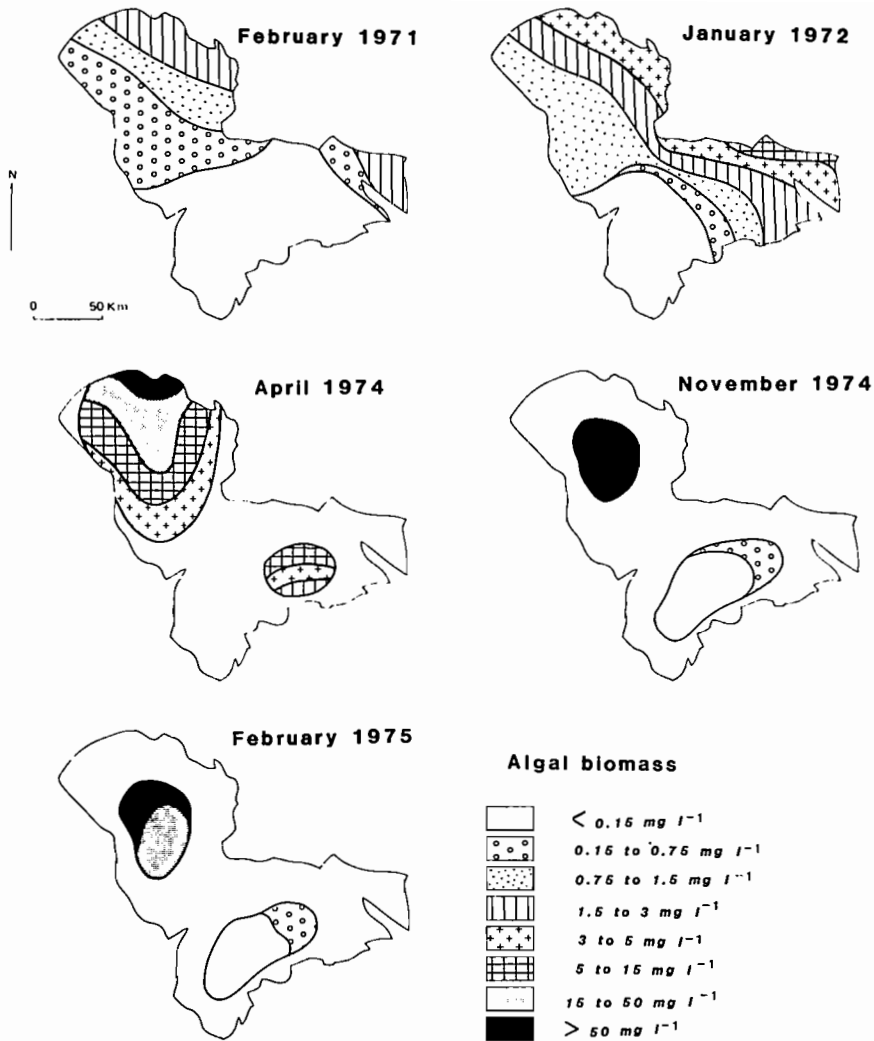 February 1971
January 1972
N
0 50 Km
April 1974
November 1974
February 1975
Algal biomass
< 0.15 mg l⁻¹
0.15 to 0.75 mg l⁻¹
0.75 to 1.5 mg l⁻¹
1.5 to 3 mg l⁻¹
3 to 5 mg l⁻¹
5 to 15 mg l⁻¹
15 to 50 mg l⁻¹
> 50 mg l⁻¹